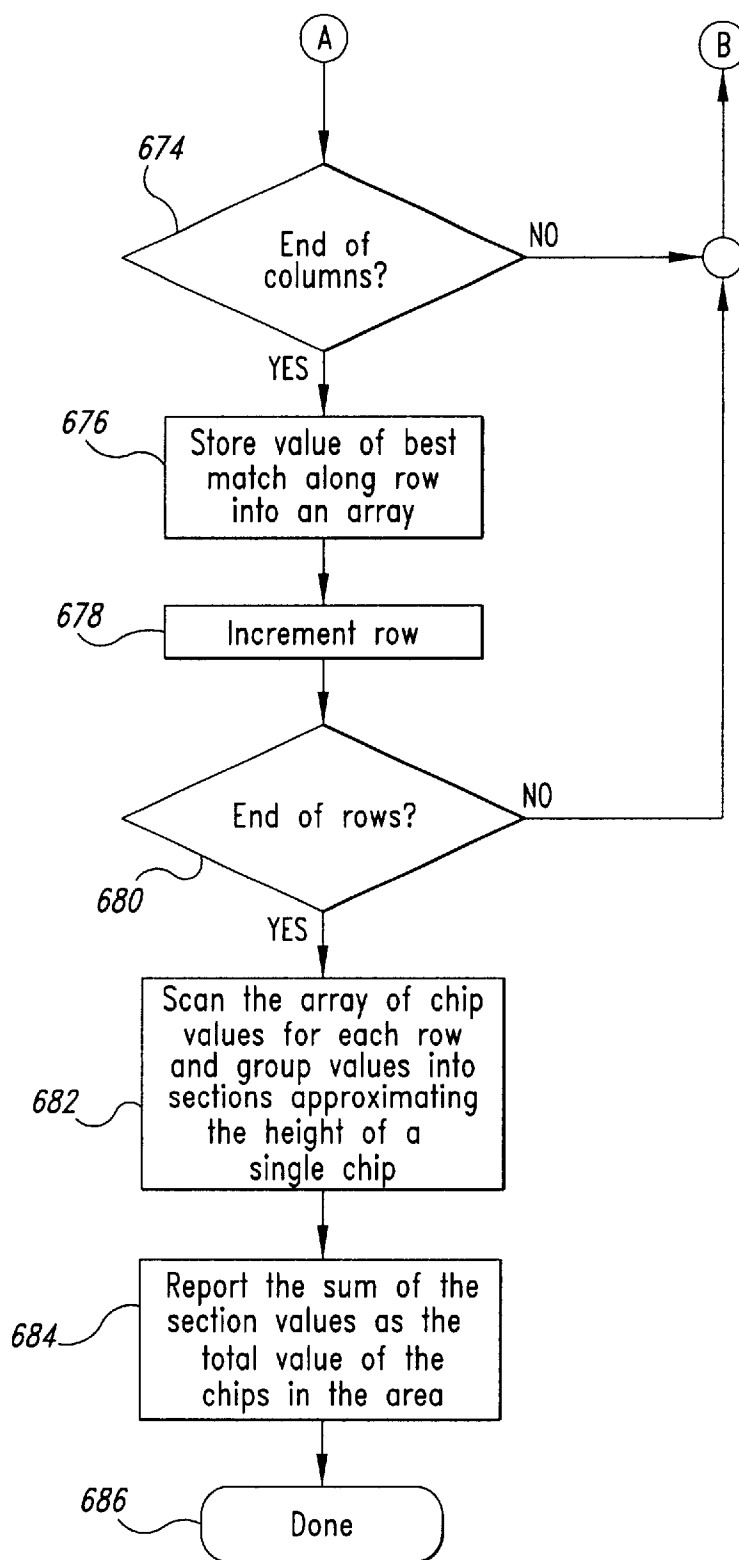 A
B
674
End of
columns?
NO
YES
676
Store value of best
match along row
into an array
678
Increment row
End of rows?
NO
680
YES
682
Scan the array of chip
values for each row
and group values into
sections approximating
the height of a
single chip
684
Report the sum of the
section values as the
total value of the
chips in the area
686
Done